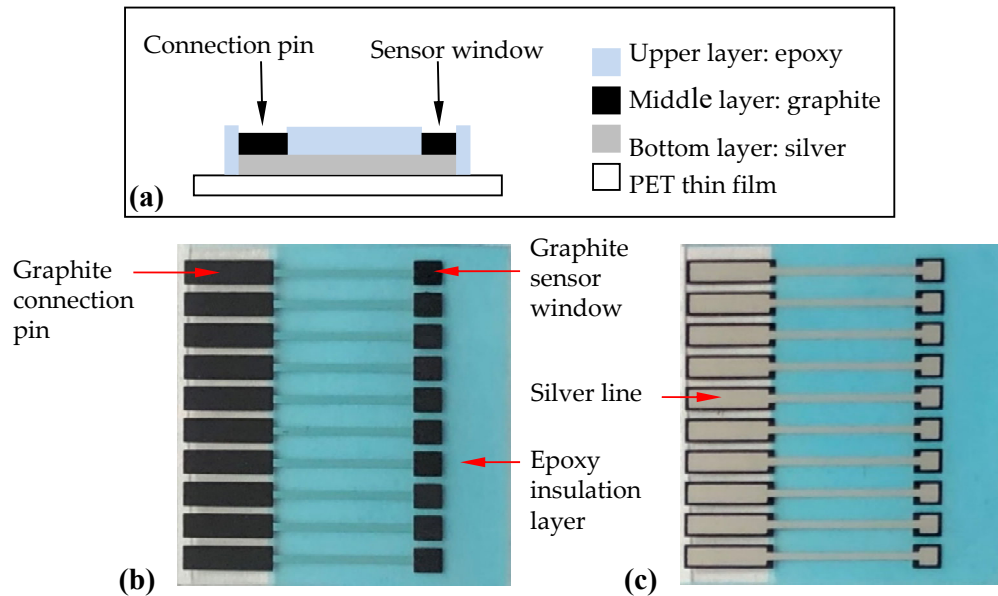 (a)
Connection pin
Sensor window
Upper layer: epoxy
Middle layer: graphite
Bottom layer: silver
PET thin film
Graphite
connection
pin
Graphite
sensor
window
Silver line
Epoxy
insulation
layer
(b)
(c)